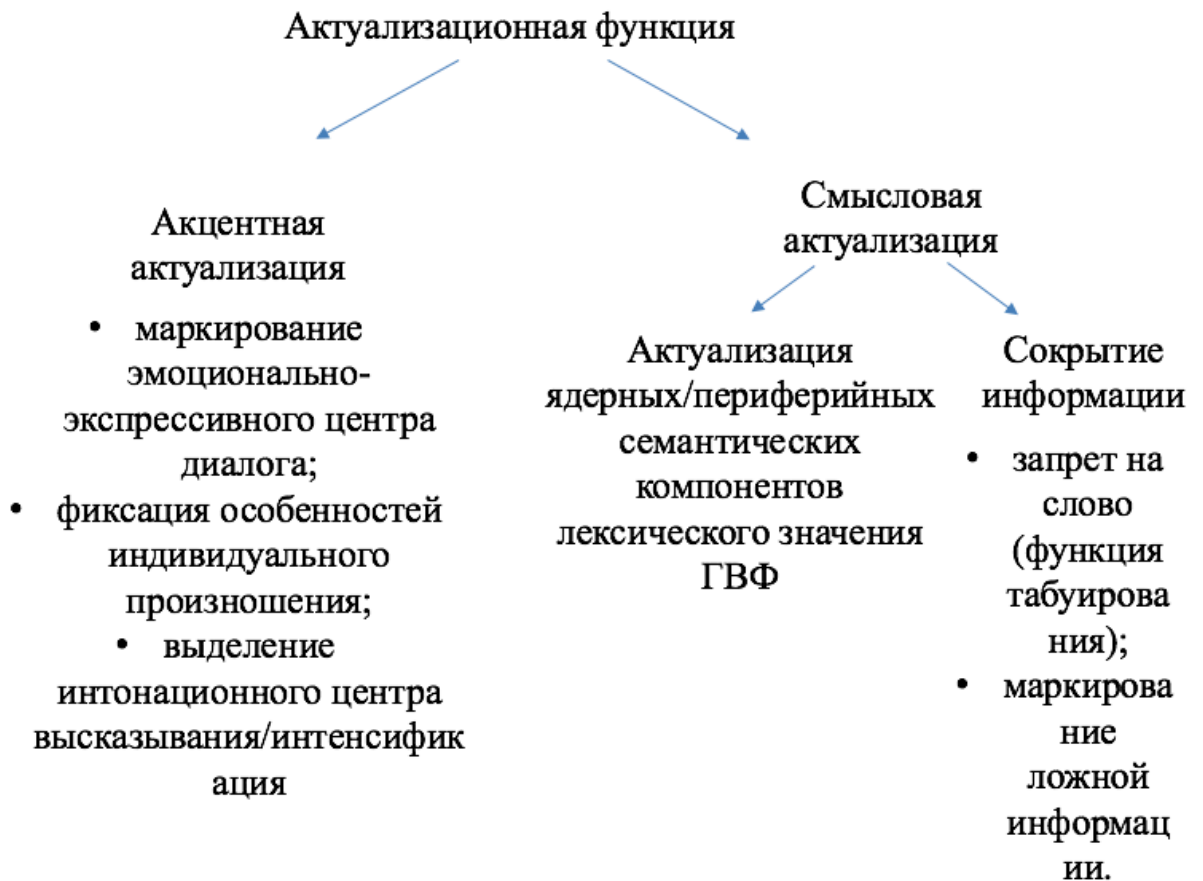 Актуализационная функция
Акцентная
актуализация
• маркирование
эмоционально-
экспрессивного центра
диалога;
• фиксация особенностей
индивидуального
произношения;
• выделение
интонационного центра
высказывания/интенсифик
ация
Смысловая
актуализация
Актуализация
ядерных/периферийных
семантических
компонентов
лексического значения
ГВФ
Сокрытие
информации
• запрет на
слово
(функция
табуирова
ния);
• маркирова
ние
ложной
информац
ии.